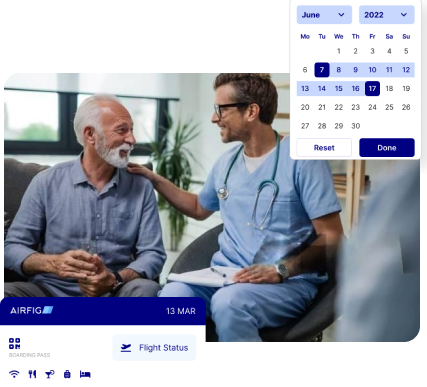 June 2022
Mo Tu We Th Fr Sa Su
1 2 3 4 5
6 7 8 9 10 11 12
13 14 15 16 17 18 19
20 21 22 23 24 25 26
27 28 29 30
Reset Done
AIRFIG 13 MAR
BOARDING PASS
Flight Status